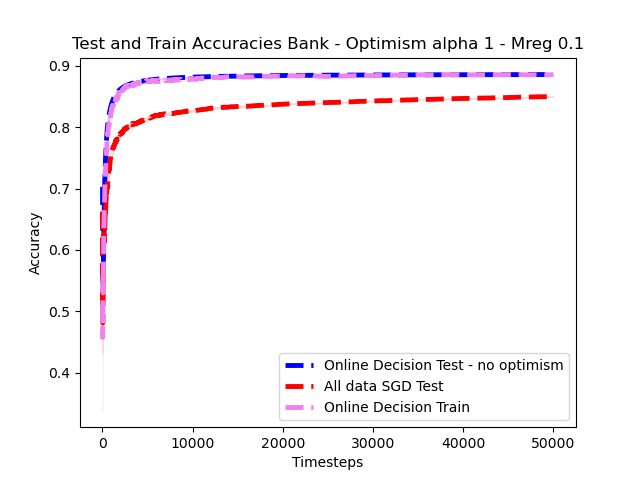 Test and Train Accuracies Bank - Optimism alpha 1 - Mreg 0.1
0.9
0.8
0.7
0.6
0.5
0.4
Accuracy
Online Decision Test - no optimism
All data SGD Test
Online Decision Train
0
10000
20000
30000
40000
50000
Timesteps